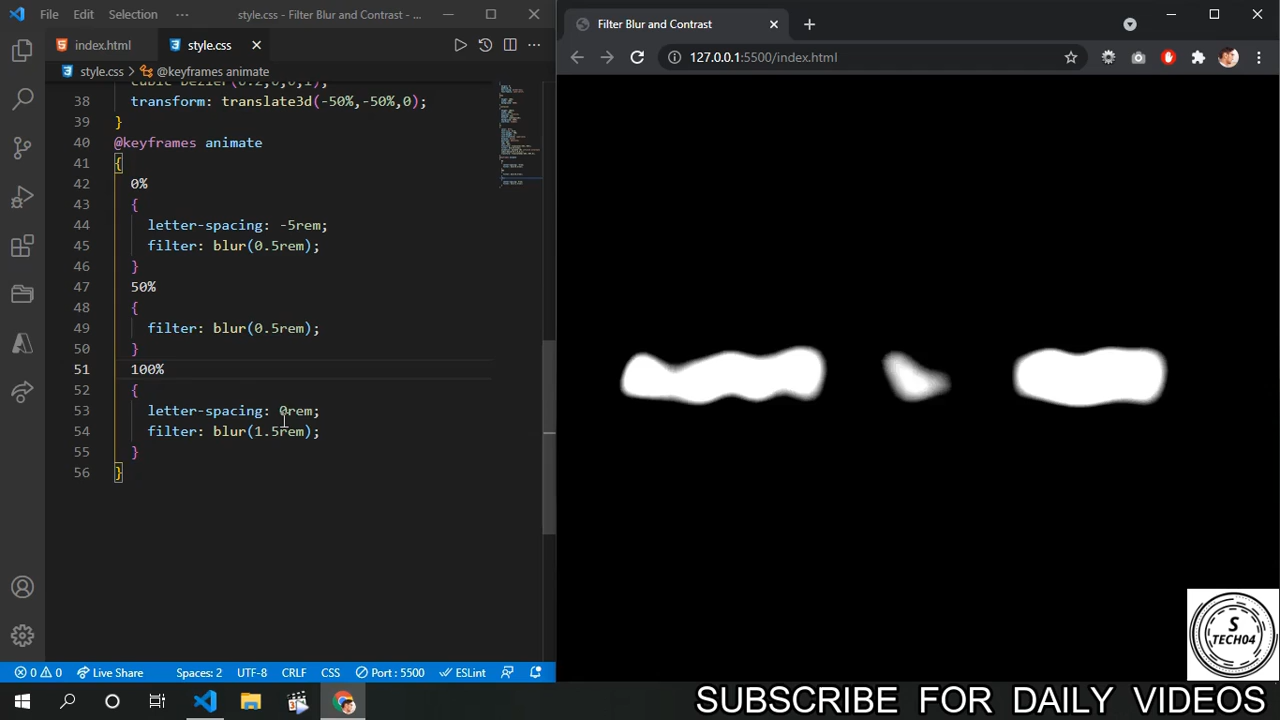 File Edit Selection ··· style.css - Filter Blur and Contrast - ...
Filter Blur and Contrast
index.html style.css
127.0.0.1:5500/index.html
style.css > @keyframes animate
38 transform: translate3d(-50%,-50%,0);
39 }
40 @keyframes animate
41 {
42 0%
43 {
44 letter-spacing: -5rem;
45 filter: blur(0.5rem);
46 }
47 50%
48 {
49 filter: blur(0.5rem);
50 }
51 100%
52 {
53 letter-spacing: 0rem;
54 filter: blur(1.5rem);
55 }
56 }
S
TECH04
0 0 Live Share Spaces: 2 UTF-8 CRLF CSS Port : 5500 ESLint
SUBSCRIBE FOR DAILY VIDEOS